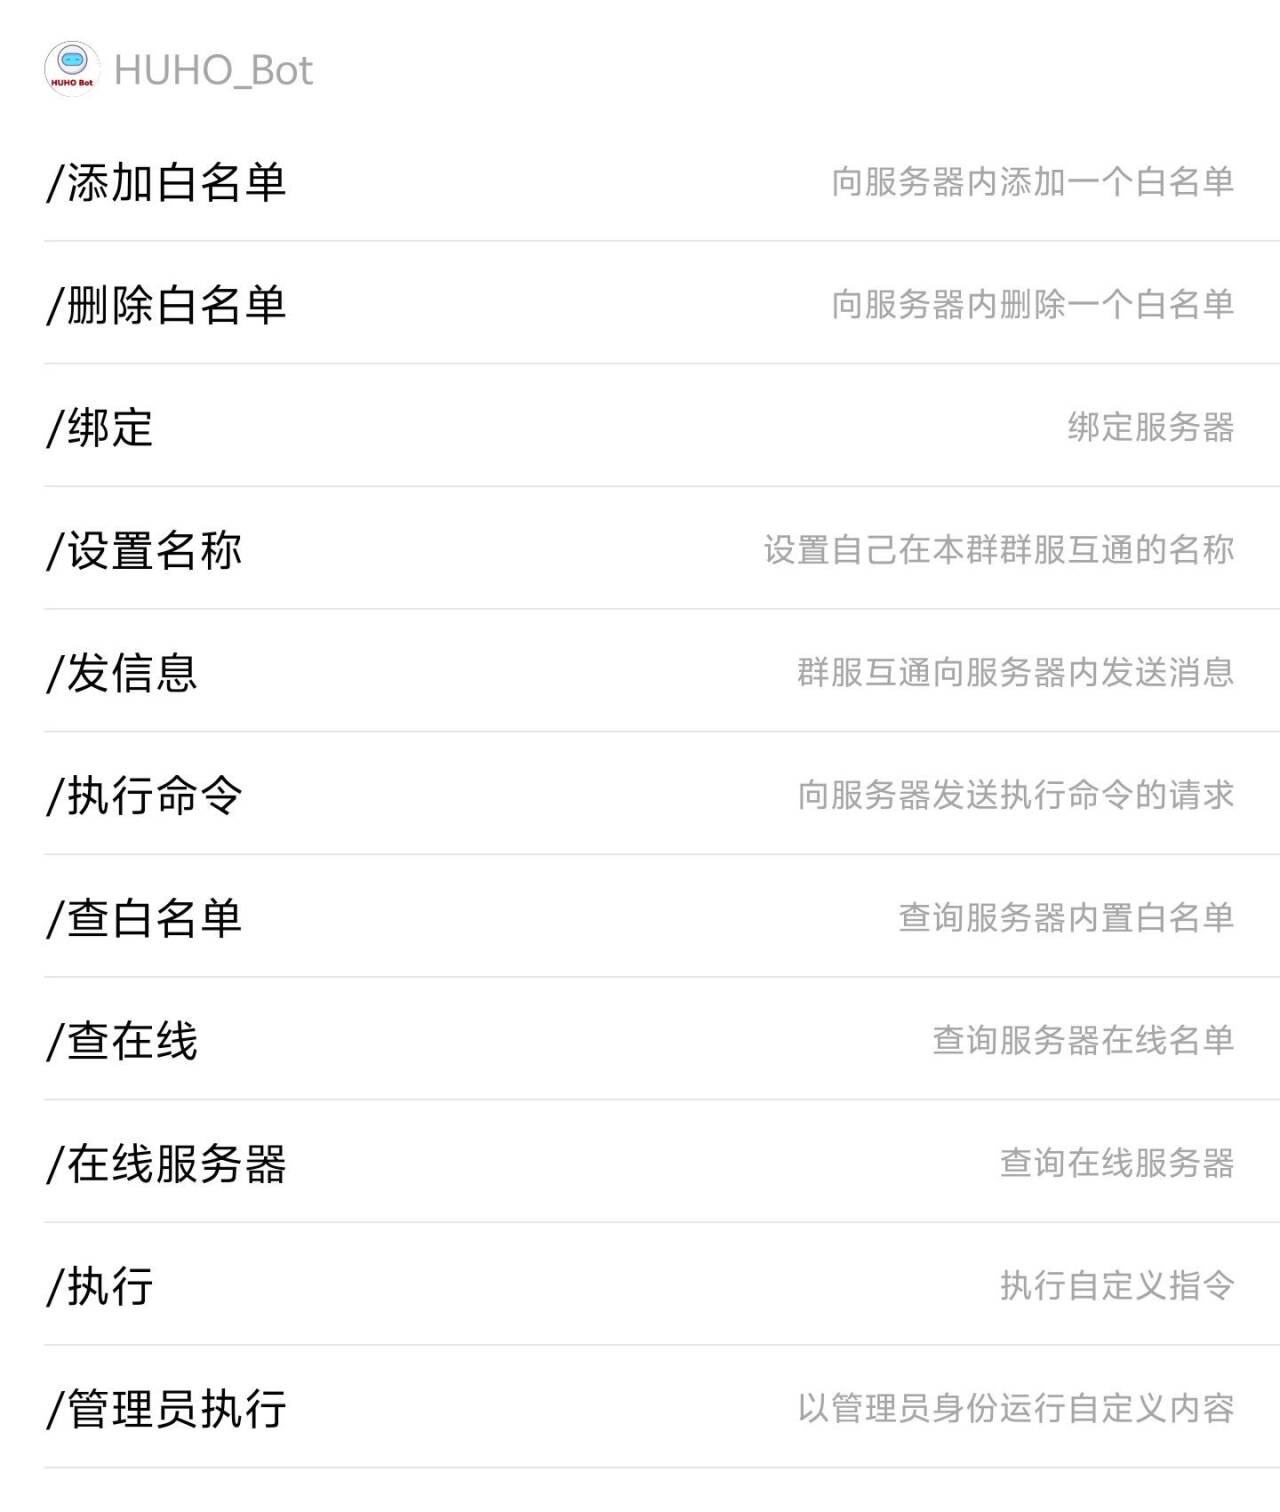 HUHO Bot
HUHO_Bot
/添加白名单 向服务器内添加一个白名单
/删除白名单 向服务器内删除一个白名单
/绑定 绑定服务器
/设置名称 设置自己在本群群服互通的名称
/发信息 群服互通向服务器内发送消息
/执行命令 向服务器发送执行命令的请求
/查白名单 查询服务器内置白名单
/查在线 查询服务器在线名单
/在线服务器 查询在线服务器
/执行 执行自定义指令
/管理员执行 以管理员身份运行自定义内容